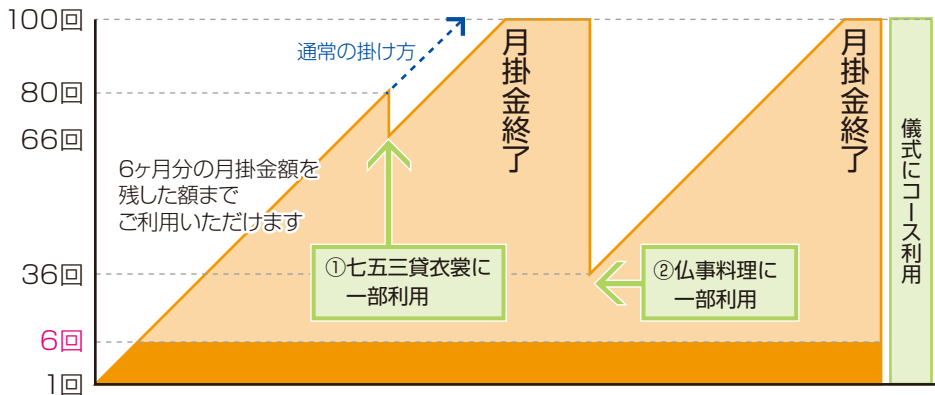 100回
80回
66回
36回
6回
1回
通常の掛け方
6ヶ月分の月掛金額を
残した額まで
ご利用いただけます
①七五三貸衣裳に
一部利用
月掛金終了
②仏事料理に
一部利用
月掛金終了
儀式にコース利用